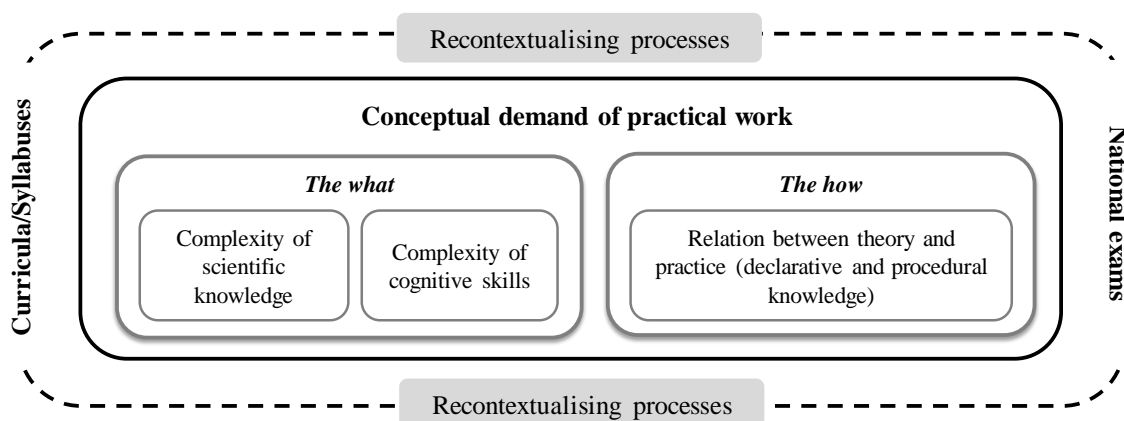 Recontextualising processes
Curricula/Syllabuses
Conceptual demand of practical work
The what
Complexity of
scientific
knowledge
Complexity of
cognitive skills
The how
Relation between theory and
practice (declarative and procedural
knowledge)
National exams
Recontextualising processes